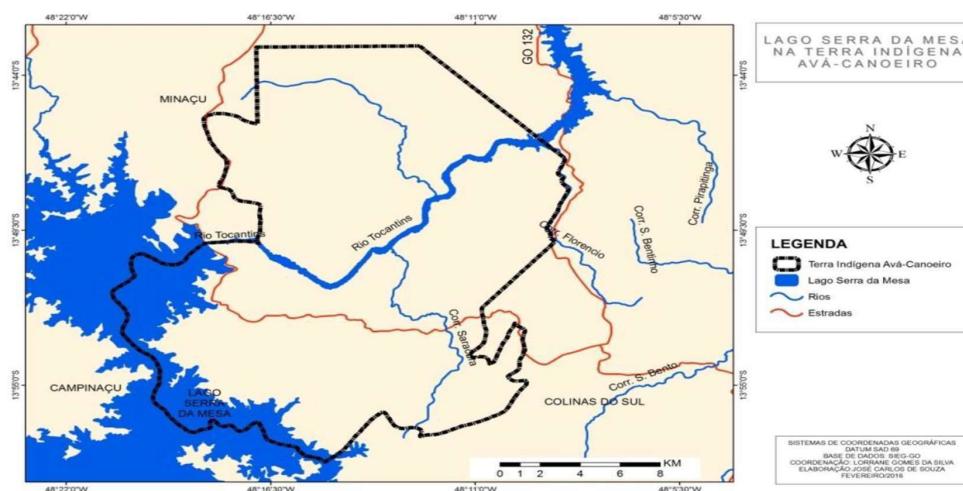 48°22'0"W 48°16'30"W 48°11'0"W 48°5'30"W
LAGO SERRA DA MESA
NA TERRA INDÍGENA
AVÁ-CANOEIRO
GO 132
13°44'0"S
13°44'0"S
MINAÇU
N
W E
S
Corr. Pirapitinga
Corr. S. Bentinho
Rio Tocantins
Rio Tocantins
Corr. Florencio
13°49'30"S
13°49'30"S
LEGENDA
Terra Indígena Avá-Canoeiro
Lago Serra da Mesa
Rios
Estradas
Corr. Saracura
Corr. S. Bento
13°55'0"S
13°55'0"S
CAMPINAÇU
LAGO
SERRA
DA MESA
COLINAS DO SUL
KM
0 1 2 4 6 8
SISTEMAS DE COORDENADAS GEOGRÁFICAS
DATUM SAD 69
BASE DE DADOS: SIEG-GO
COORDENAÇÃO: LORRANE GOMES DA SILVA
ELABORAÇÃO:JOSÉ CARLOS DE SOUZA
FEVEREIRO/2016
48°22'0"W 48°16'30"W 48°11'0"W 48°5'30"W